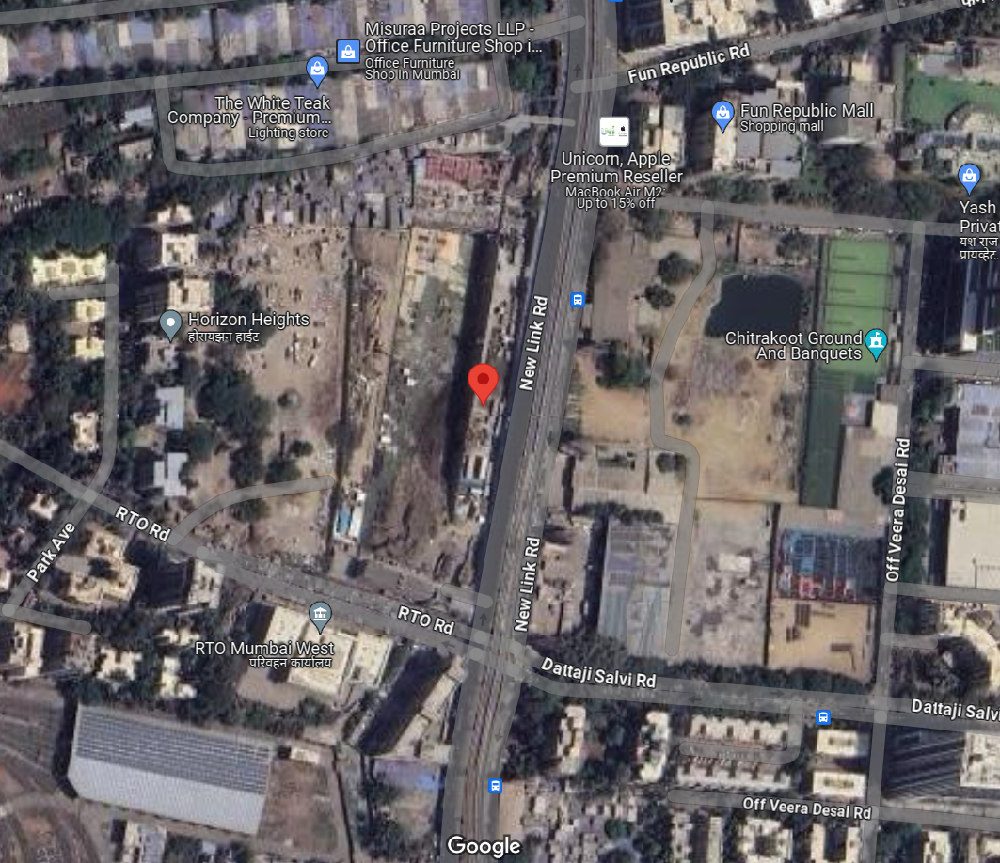 Misuraa Projects LLP -
Office Furniture Shop i...
Office Furniture
Shop in Mumbai
Fun Republic Rd
The White Teak
Company - Premium...
Lighting store
Fun Republic Mall
Shopping mall
Unicorn, Apple
Premium Reseller
MacBook Air M2:
Up to 15% off
Yash
Privat
यश राज
प्रायव्हेट.
Horizon Heights
होरायझन हाईट
New Link Rd
Chitrakoot Ground
And Banquets
Off Veera Desai Rd
RTO Rd
Park Ave
New Link Rd
RTO Rd
RTO Mumbai West
परिवहन कार्यालय
Dattaji Salvi Rd
Dattaji Salvi
Off Veera Desai Rd
Google